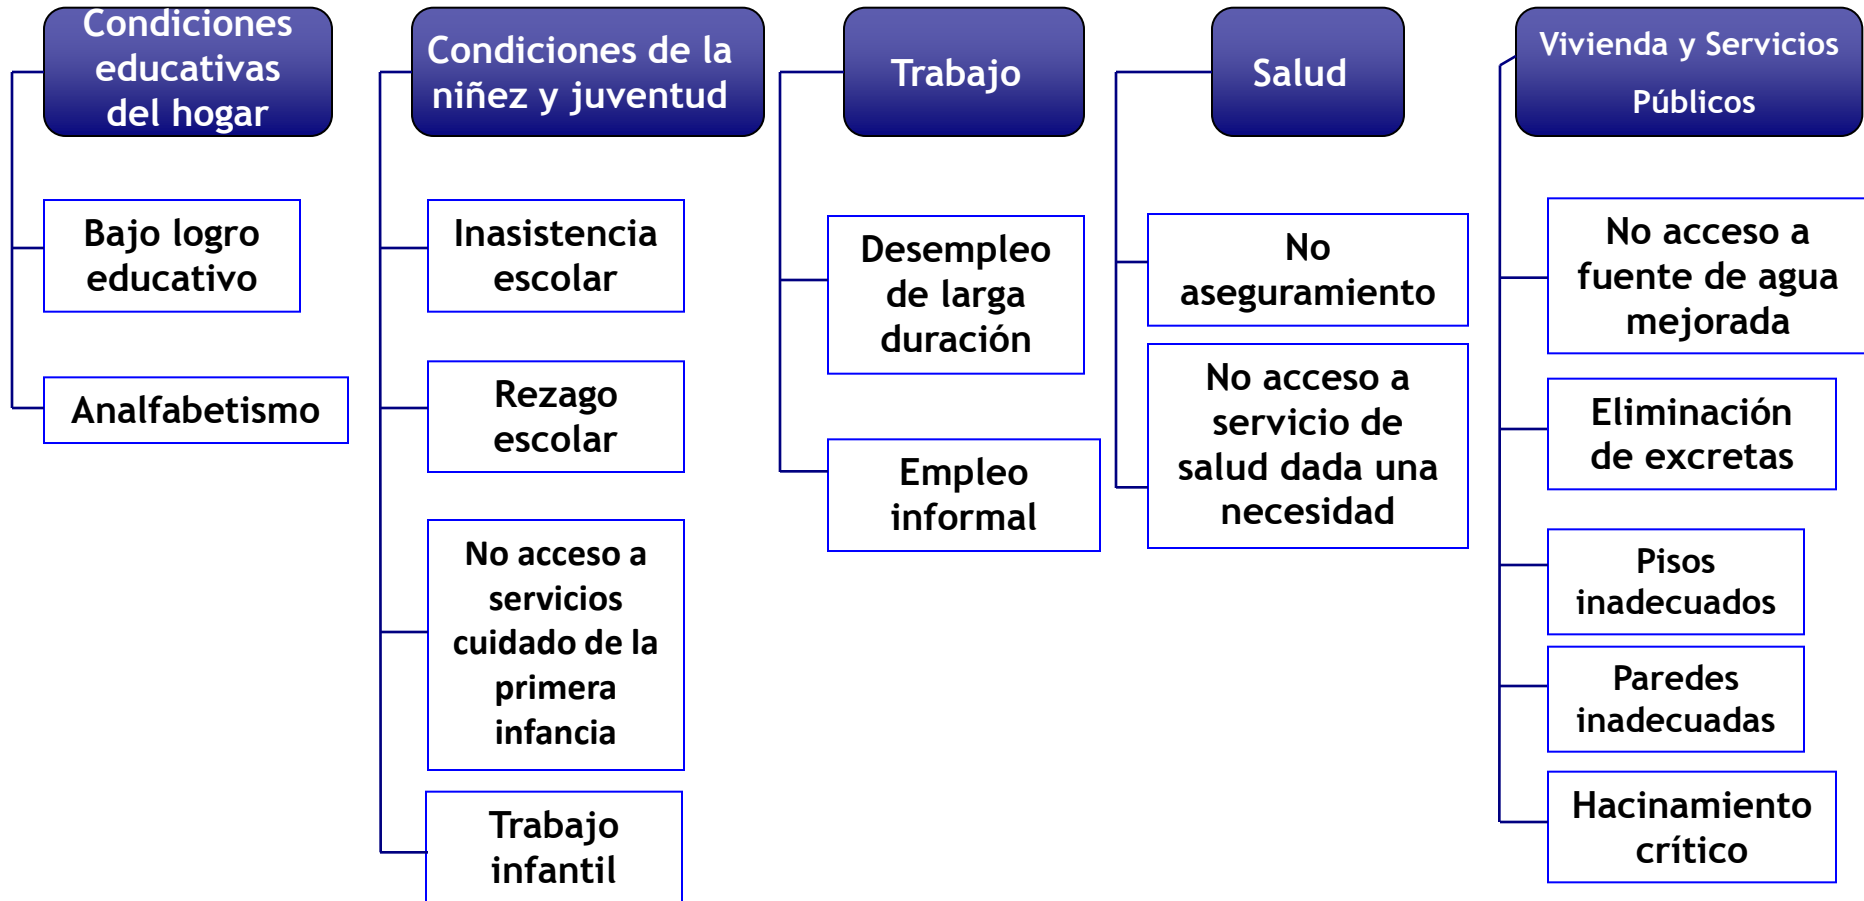 Condiciones
educativas
del hogar
Bajo logro
educativo
Analfabetismo
Condiciones de la
niñez y juventud
Inasistencia
escolar
Rezago
escolar
No acceso a
servicios
cuidado de la
primera
infancia
Trabajo
infantil
Trabajo
Desempleo
de larga
duración
Empleo
informal
Salud
No
aseguramiento
No acceso a
servicio de
salud dada una
necesidad
Vivienda y Servicios
Públicos
No acceso a
fuente de agua
mejorada
Eliminación
de excretas
Pisos
inadecuados
Paredes
inadecuadas
Hacinamiento
crítico